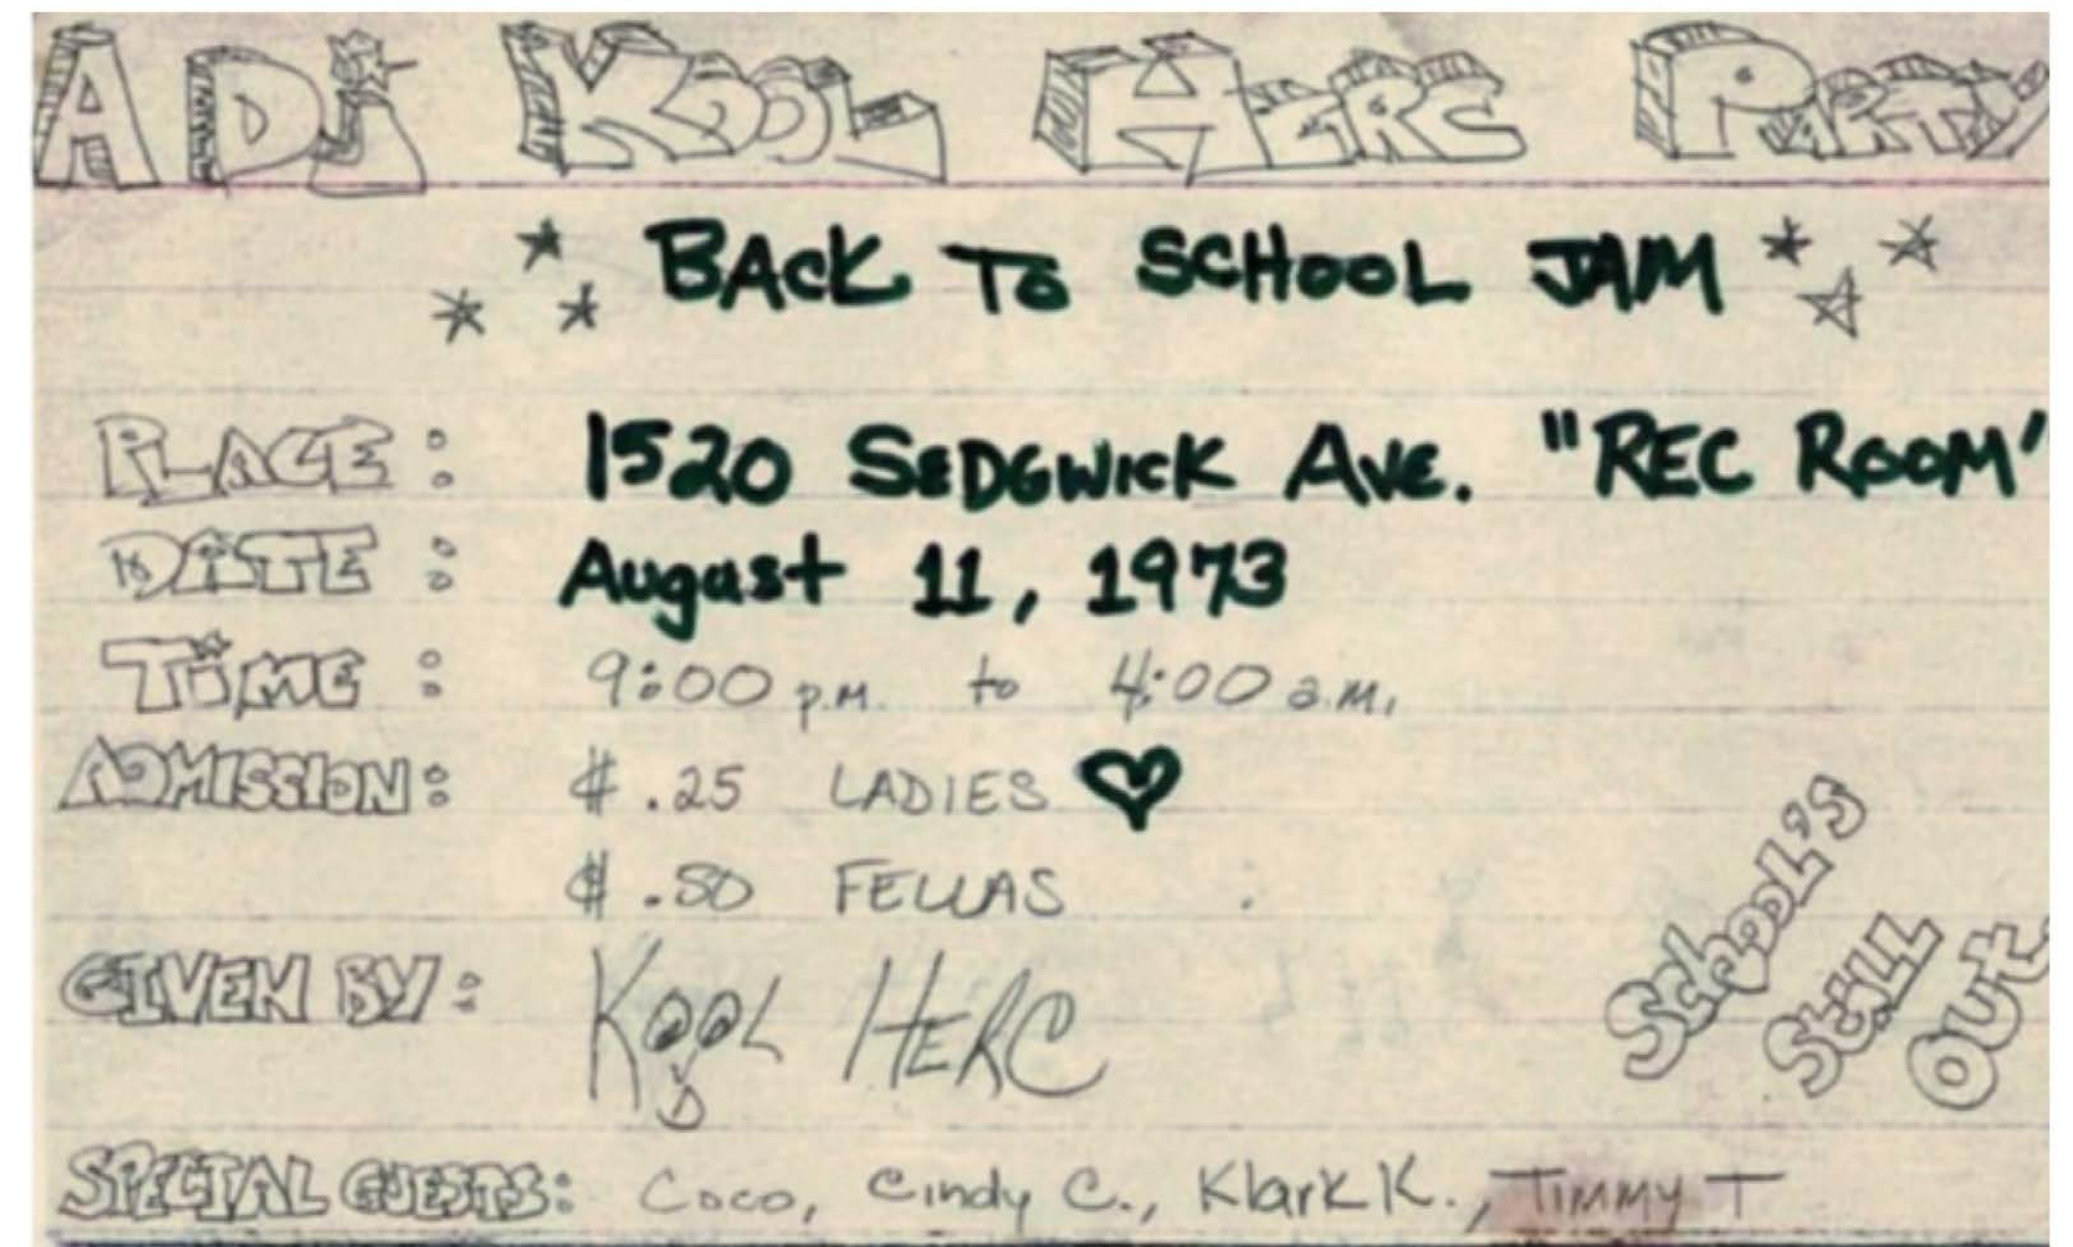 A DJ KOOL HERC PARTY
BACK TO SCHOOL JAM
PLACE: 1520 SEDGWICK AVE. "REC ROOM"
DATE: August 11, 1973
TiME: 9:00 p.m. to 4:00 a.m.
ADMISSION: $.25 LADIES
$.50 FELLAS
GIVEN BY: KOOL HERC
SPECIAL GUESTS: Coco, Cindy C., Klark K., TIMMY T
School's
Still
Out